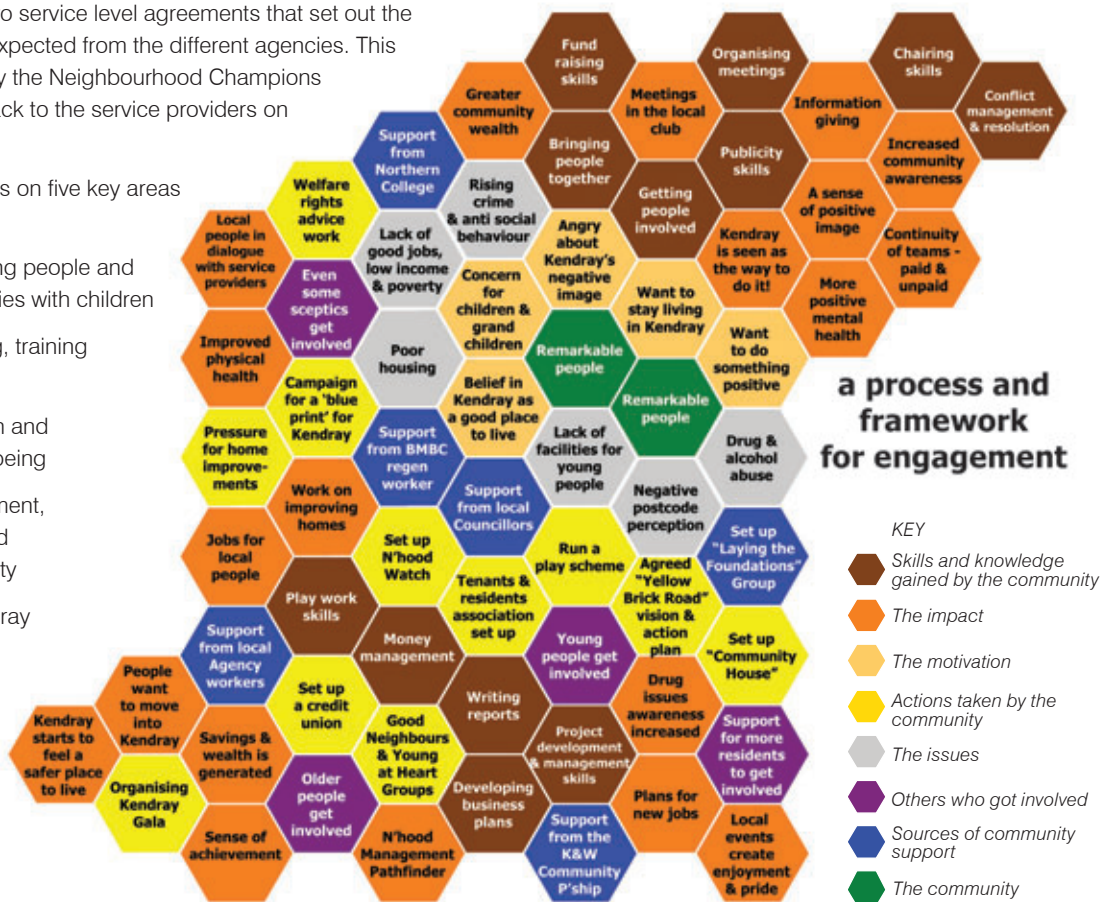 o service level agreements that set out the
xpected from the different agencies. This
y the Neighbourhood Champions
ck to the service providers on
s on five key areas
ng people and
ies with children
g, training
n and
being
ment,
d
ty
ray
Fund
raising
skills
Organising
meetings
Chairing
skills
Greater
community
wealth
Meetings
in the local
club
Information
giving
Conflict
management
& resolution
Support
from
Northern
College
Bringing
people
together
Publicity
skills
Increased
community
awareness
Welfare
rights
advice
work
Rising
crime
& anti social
behaviour
Getting
people
involved
A sense
of positive
image
Local
people in
dialogue
with service
providers
Lack of
good jobs,
low income
& poverty
Angry
about
Kendray's
negative
image
Kendray
is seen as
the way to
do it!
Continuity
of teams -
paid &
unpaid
Even
some
sceptics
get
involved
Concern
for
children &
grand
children
Want to
stay living
in Kendray
More
positive
mental
health
Improved
physical
health
Poor
housing
Remarkable
people
Want
to do
something
positive
Campaign
for a 'blue
print' for
Kendray
Belief in
Kendray as
a good place
to live
Remarkable
people
a process and
framework
for engagement
Pressure
for home
improve-
ments
Support
from BMBC
regen
worker
Lack of
facilities for
young
people
Drug &
alcohol
abuse
Work on
improving
homes
Support
from local
Councillors
Negative
postcode
perception
Jobs for
local
people
Set up
N'hood
Watch
Run a
play scheme
Set up
"Laying the
Foundations"
Group
Play work
skills
Tenants &
residents
association
set up
Agreed
"Yellow
Brick Road"
vision &
action
plan
Support
from local
Agency
workers
Money
management
Young
people get
involved
Set up
"Community
House"
People
want
to move
into
Kendray
Set up
a credit
union
Writing
reports
Drug
issues
awareness
increased
Kendray
starts to
feel a
safer place
to live
Savings &
wealth is
generated
Good
Neighbours
& Young
at Heart
Groups
Project
development
& management
skills
Support
for more
residents
to get
involved
Organising
Kendray
Gala
Older
people
get
involved
Developing
business
plans
Plans for
new jobs
Sense of
achievement
N'hood
Management
Pathfinder
Support
from the
K&W
Community
P'ship
Local
events
create
enjoyment
& pride
KEY
Skills and knowledge
gained by the community
The impact
The motivation
Actions taken by the
community
The issues
Others who got involved
Sources of community
support
The community